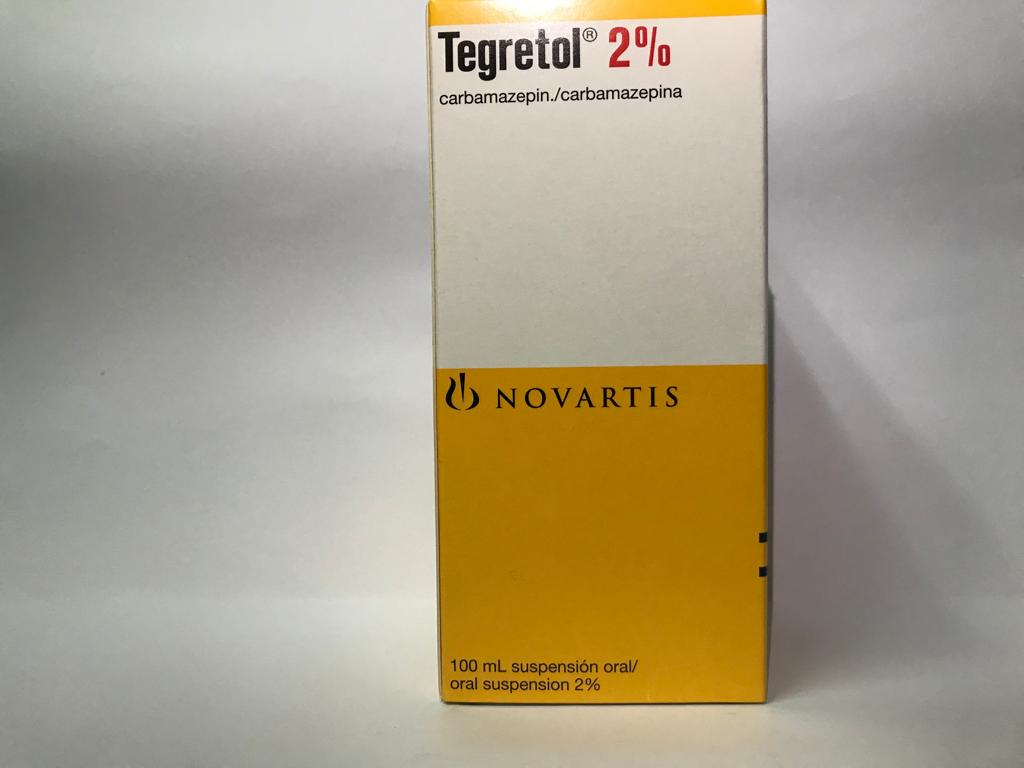 Tegretol® 2%
carbamazepin./carbamazepina
NOVARTIS
100 mL suspensión oral/
oral suspension 2%